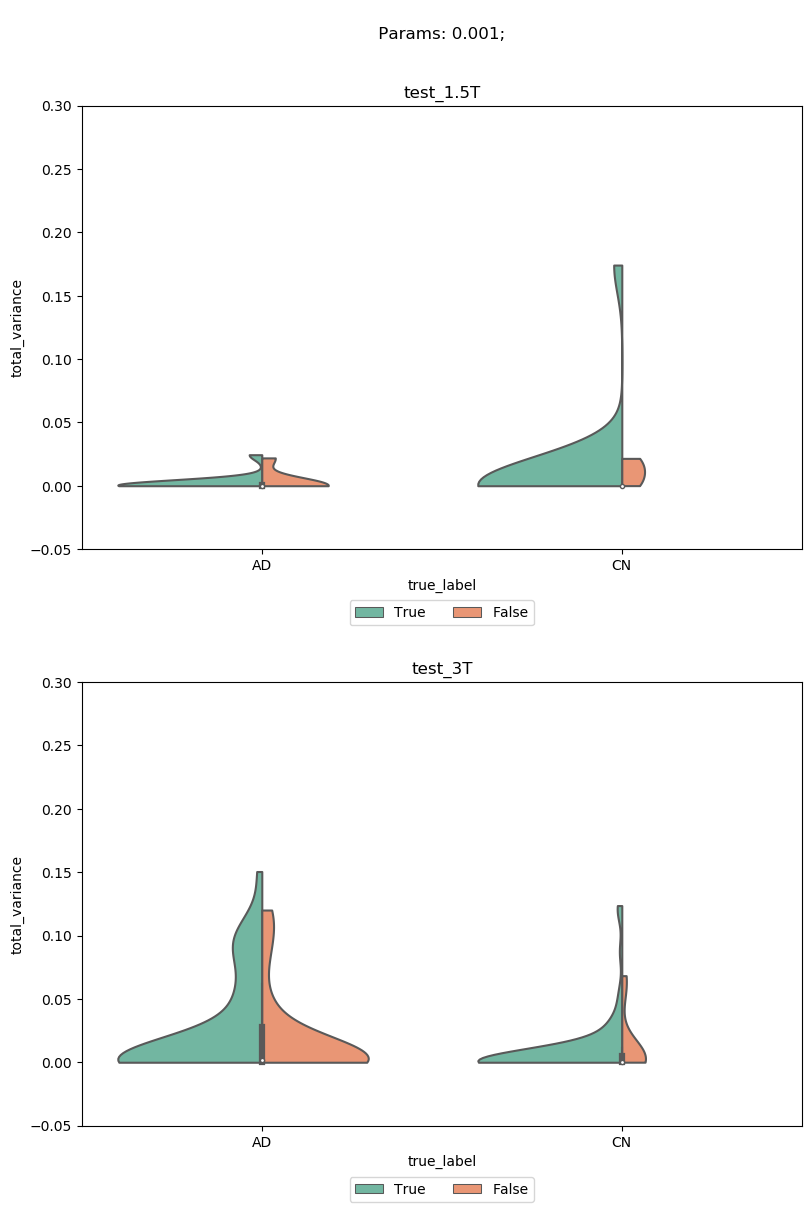 Params: 0.001;
test_1.5T
0.30
0.25
0.20
0.15
0.10
0.05
0.00
−0.05
total_variance
AD CN
true_label
True False
test_3T
0.30
0.25
0.20
0.15
0.10
0.05
0.00
−0.05
total_variance
AD CN
true_label
True False